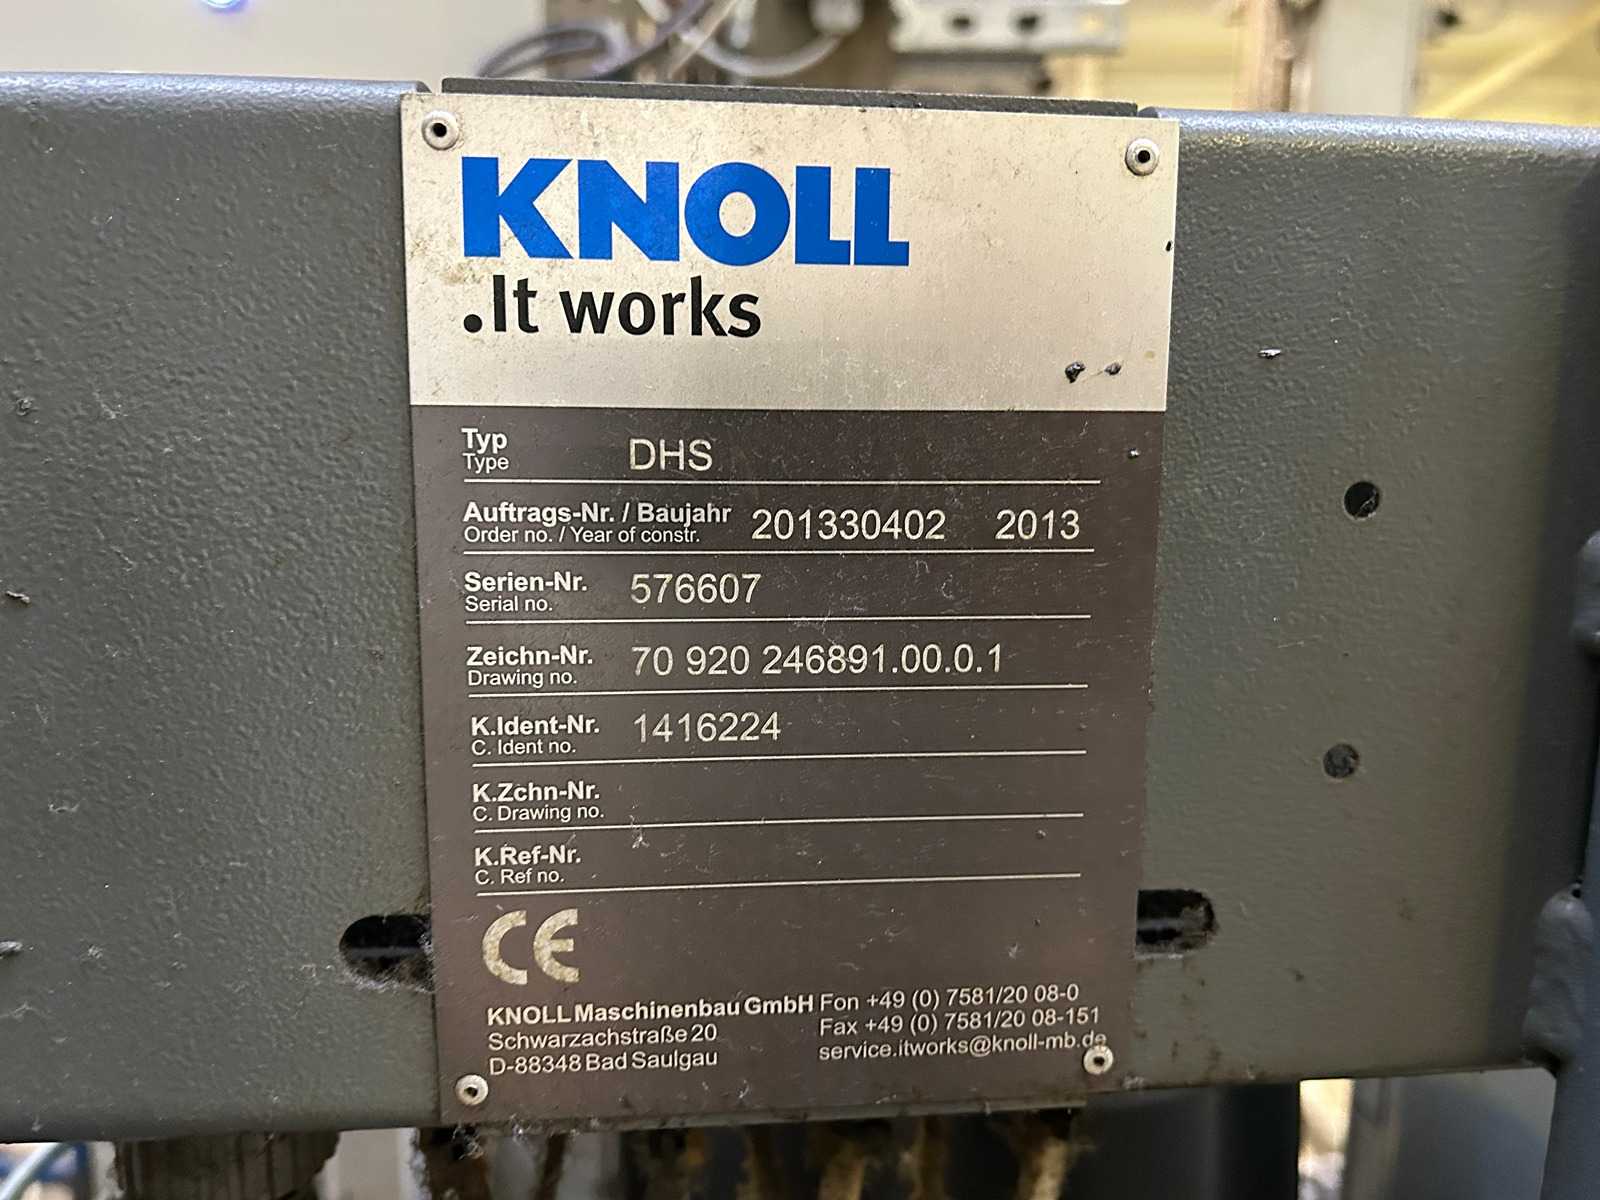 KNOLL
.It works
Typ
Type
DHS
Auftrags-Nr. / Baujahr
Order no. / Year of constr.
201330402 2013
Serien-Nr.
Serial no.
576607
Zeichn-Nr.
Drawing no.
70 920 246891.00.0.1
K.Ident-Nr.
C. Ident no.
1416224
K.Zchn-Nr.
C. Drawing no.
K.Ref-Nr.
C. Ref no.
CE
KNOLL Maschinenbau GmbH Fon +49 (0) 7581/20 08-0
Schwarzachstraße 20 Fax +49 (0) 7581/20 08-151
D-88348 Bad Saulgau service.itworks@knoll-mb.de